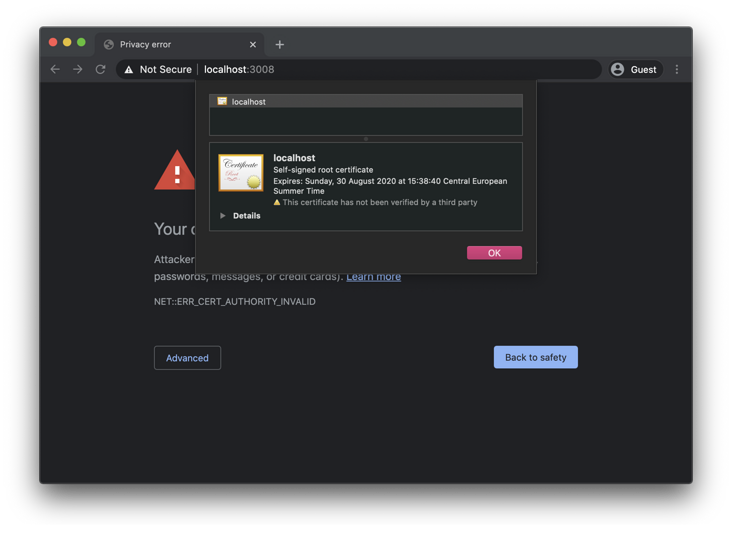 Privacy error
Not Secure | localhost:3008
Guest
localhost
Certificate
Root
localhost
Self-signed root certificate
Expires: Sunday, 30 August 2020 at 15:38:40 Central European
Summer Time
This certificate has not been verified by a third party
Details
OK
Your
Attacker
passwords, messages, or credit cards). Learn more
NET::ERR_CERT_AUTHORITY_INVALID
Advanced
Back to safety